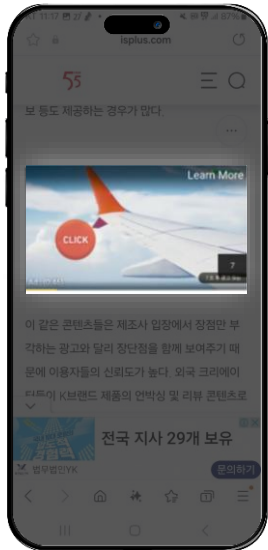 오전 11:17
87%
isplus.com
55
보 등도 제공하는 경우가 많다.
Learn More
CLICK
7
이 같은 콘텐츠들은 제조사 입장에서 장점만 부
각하는 광고와 달리 장단점을 함께 보여주기 때
문에 이용자들의 신뢰도가 높다. 외국 크리에이
터들이 K브랜드 제품의 언박싱 및 리뷰 콘텐츠로
전국 지사 29개 보유
법무법인YK
문의하기